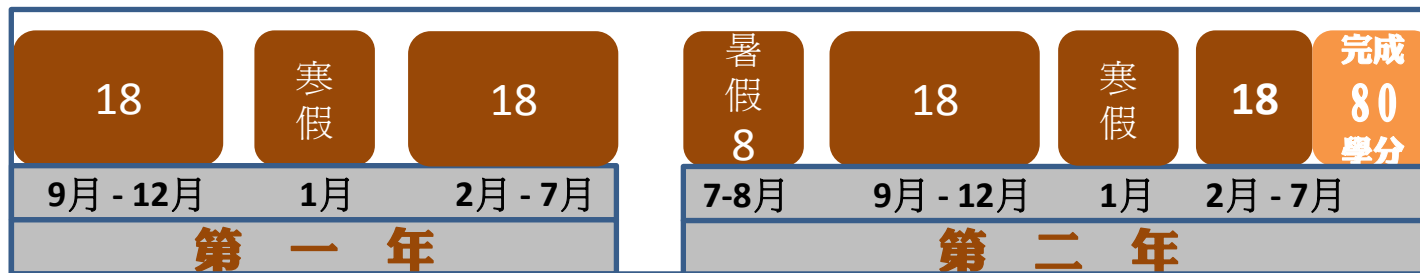 18
寒假
18
暑假
8
18
寒假
18
完成
80
學分
9月 - 12月
1月
2月 - 7月
7-8月
9月 - 12月
1月
2月 - 7月
第 一 年
第 二 年